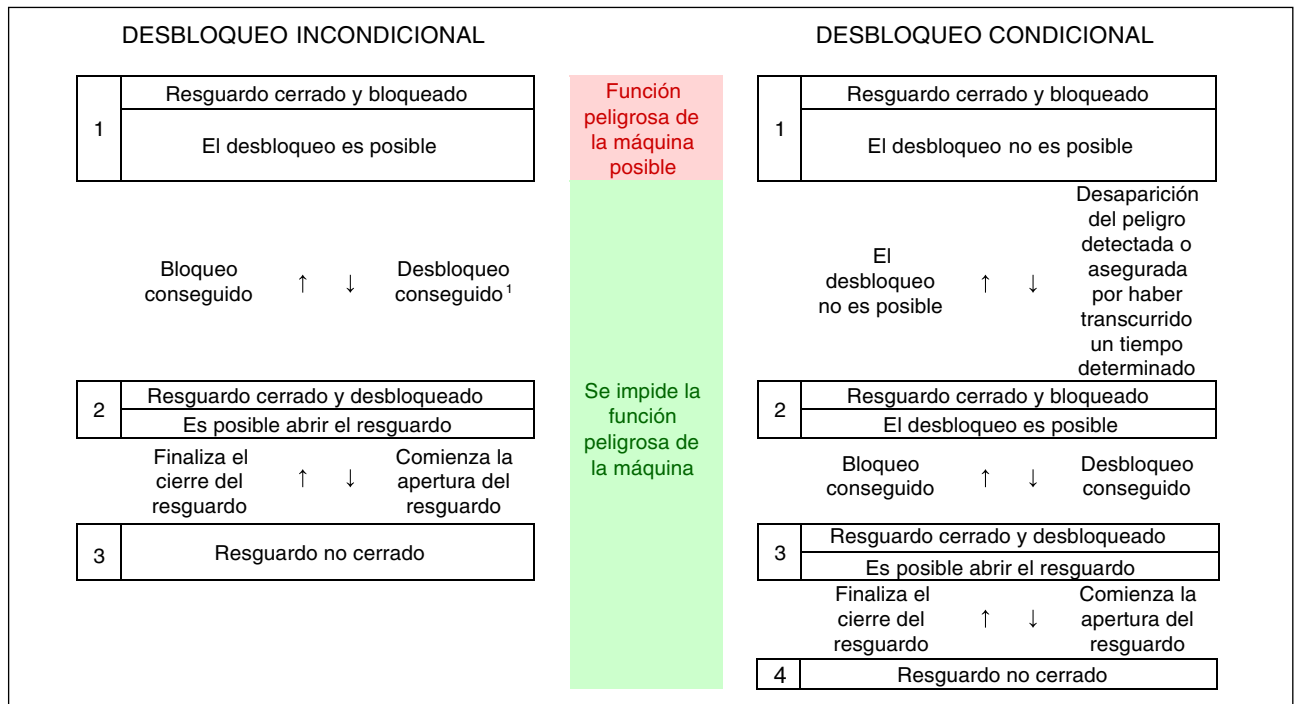 DESBLOQUEO INCONDICIONAL
1
Resguardo cerrado y bloqueado
El desbloqueo es posible
Bloqueo
conseguido
↑ ↓
Desbloqueo
conseguido¹
2
Resguardo cerrado y desbloqueado
Es posible abrir el resguardo
Finaliza el
cierre del
resguardo
↑ ↓
Comienza la
apertura del
resguardo
3
Resguardo no cerrado
Función
peligrosa de
la máquina
posible
Se impide la
función
peligrosa de
la máquina
DESBLOQUEO CONDICIONAL
1
Resguardo cerrado y bloqueado
El desbloqueo no es posible
El
desbloqueo
no es posible
↑ ↓
Desaparición
del peligro
detectada o
asegurada
por haber
transcurrido
un tiempo
determinado
2
Resguardo cerrado y bloqueado
El desbloqueo es posible
Bloqueo
conseguido
↑ ↓
Desbloqueo
conseguido
3
Resguardo cerrado y desbloqueado
Es posible abrir el resguardo
Finaliza el
cierre del
resguardo
↑ ↓
Comienza la
apertura del
resguardo
4
Resguardo no cerrado